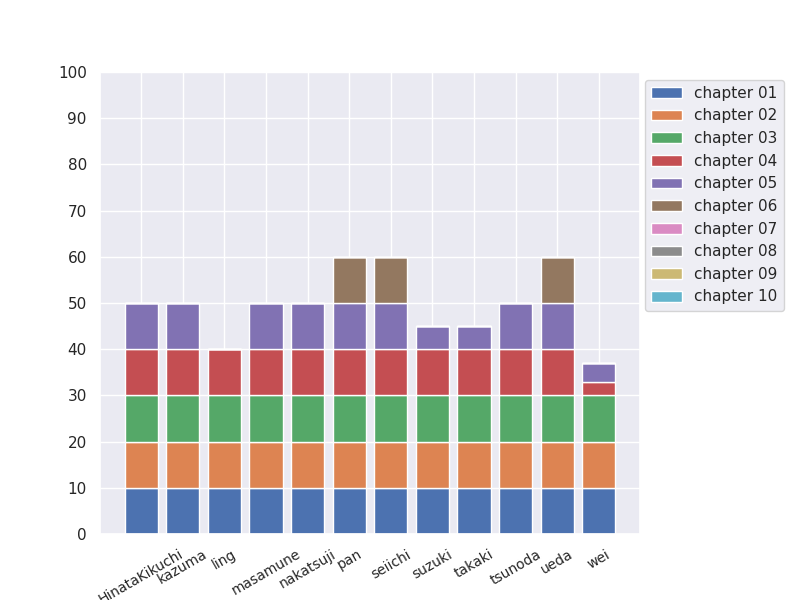 100
90
80
70
60
50
40
30
20
10
0
HinataKikuchi
kazuma
ling
masamune
nakatsuji
pan
seiichi
suzuki
takaki
tsunoda
ueda
wei
chapter 01
chapter 02
chapter 03
chapter 04
chapter 05
chapter 06
chapter 07
chapter 08
chapter 09
chapter 10